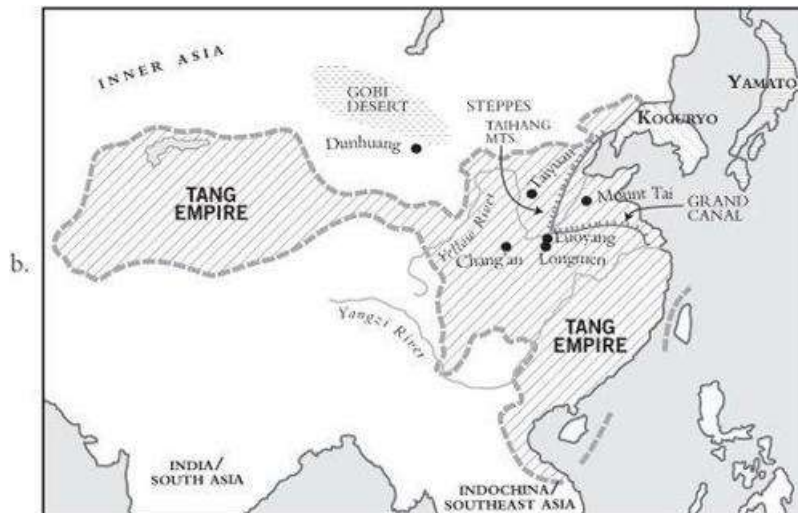 INNER ASIA
GOBI
DESERT
STEPPES
TAIHANG
MTS.
YAMATO
KOGURYO
Dunhuang
Taiyuan
Mount Tai
GRAND
CANAL
TANG
EMPIRE
Yellow River
Luoyang
Chang'an
Longmen
b.
Yangzi River
TANG
EMPIRE
INDIA/
SOUTH ASIA
INDOCHINA/
SOUTHEAST ASIA